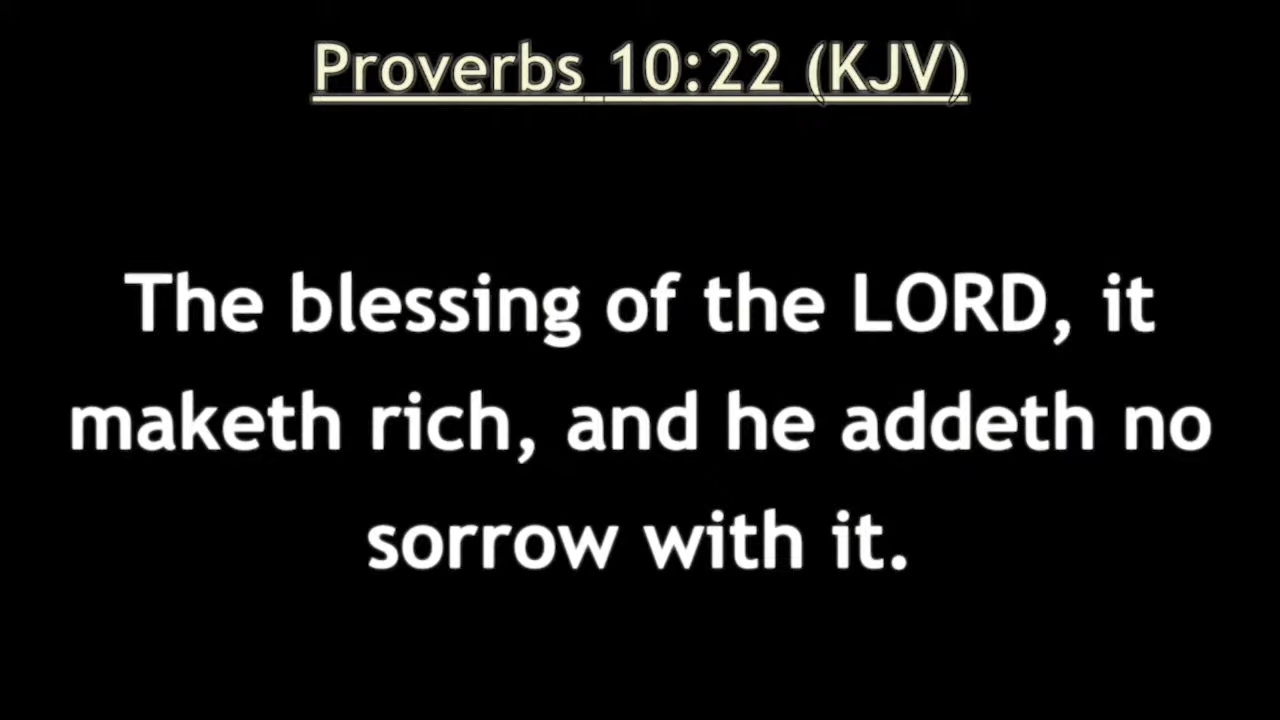 Proverbs 10:22 (KJV)
The blessing of the LORD, it
maketh rich, and he addeth no
sorrow with it.